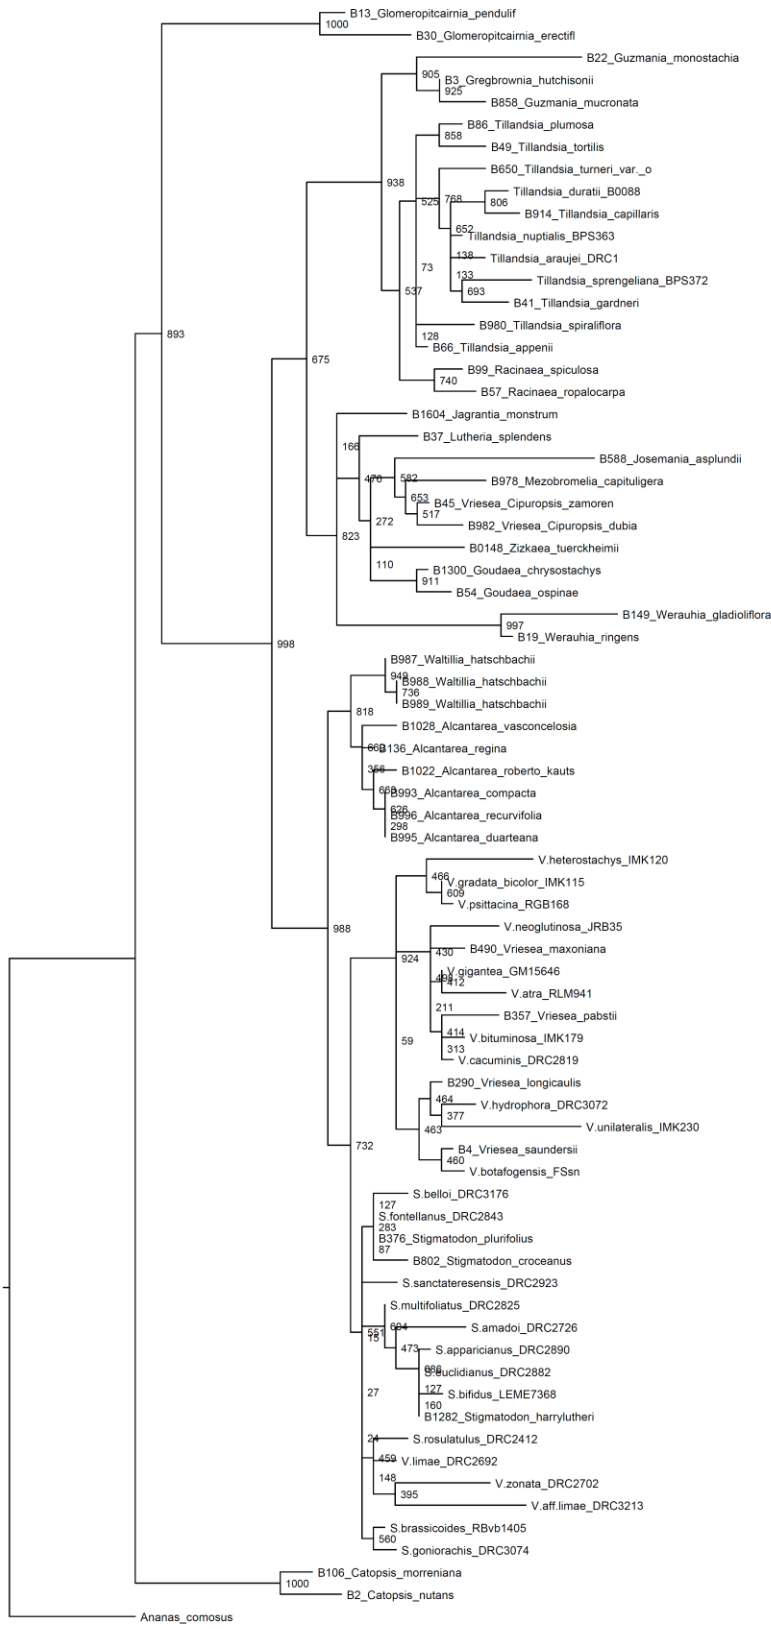 B13_Glomeropitcairnia_pendulif
1000
B30_Glomeropitcairnia_erectifl
B22_Guzmania_monostachia
905
B3_Gregbrownia_hutchisonii
925
B858_Guzmania_mucronata
B86_Tillandsia_plumosa
858
B49_Tillandsia_tortilis
B650_Tillandsia_turneri_var._o
938
Tillandsia_duratii_B0088
525
768
806
B914_Tillandsia_capillaris
652
Tillandsia_nuptialis_BPS363
138
Tillandsia_araujei_DRC1
73
133
Tillandsia_sprengeliana_BPS372
537
693
B41_Tillandsia_gardneri
B980_Tillandsia_spiraliflora
893
128
B66_Tillandsia_appenii
675
B99_Racinaea_spiculosa
740
B57_Racinaea_ropalocarpa
B1604_Jagrantia_monstrum
B37_Lutheria_splendens
166
B588_Josemania_asplundii
478
582
B978_Mezobromelia_capituligera
653
B45_Vriesea_Cipuropsis_zamoren
517
272
B982_Vriesea_Cipuropsis_dubia
823
B0148_Zizkaea_tuerckheimii
110
B1300_Goudaea_chrysostachys
911
B54_Goudaea_ospinae
B149_Werauhia_gladioliflora
997
B19_Werauhia_ringens
998
B987_Waltillia_hatschbachii
949
B988_Waltillia_hatschbachii
736
B989_Waltillia_hatschbachii
818
B1028_Alcantarea_vasconcelosia
B136_Alcantarea_regina
356
B1022_Alcantarea_roberto_kauts
B993_Alcantarea_compacta
626
B996_Alcantarea_recurvifolia
298
B995_Alcantarea_duarteana
V.heterostachys_IMK120
466
V.gradata_bicolor_IMK115
609
V.psittacina_RGB168
V.neoglutinosa_JRB35
988
B490_Vriesea_maxoniana
430
924
V.gigantea_GM15646
412
V.atra_RLM941
211
B357_Vriesea_pabstii
414
V.bituminosa_IMK179
59
313
V.cacuminis_DRC2819
B290_Vriesea_longicaulis
464
V.hydrophora_DRC3072
377
V.unilateralis_IMK230
463
732
B4_Vriesea_saundersii
460
V.botafogensis_FSsn
S.belloi_DRC3176
127
S.fontellanus_DRC2843
283
B376_Stigmatodon_plurifolius
87
B802_Stigmatodon_croceanus
S.sanctateresensis_DRC2923
S.multifoliatus_DRC2825
551
15
S.amadoi_DRC2726
473
S.apparicianus_DRC2890
S.euclidianus_DRC2882
127
27
S.bifidus_LEME7368
160
B1282_Stigmatodon_harrylutheri
24
S.rosulatulus_DRC2412
459
V.limae_DRC2692
148
V.zonata_DRC2702
395
V.aff.limae_DRC3213
S.brassicoides_RBvb1405
560
S.goniorachis_DRC3074
B106_Catopsis_morreniana
1000
B2_Catopsis_nutans
Ananas_comosus